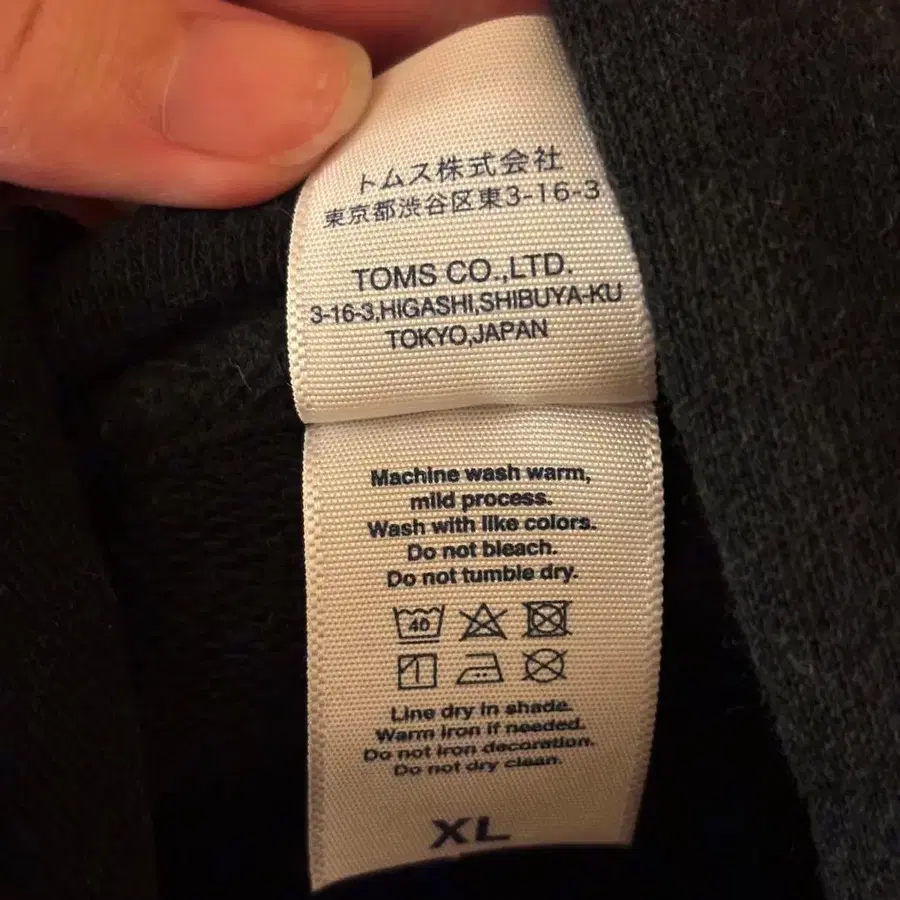 トムス株式会社
東京都渋谷区東3-16-3
TOMS CO.,LTD.
3-16-3,HIGASHI,SHIBUYA-KU
TOKYO,JAPAN
Machine wash warm,
mild process.
Wash with like colors.
Do not bleach.
Do not tumble dry.
40
Line dry in shade.
Warm iron if needed.
Do not iron decoration.
Do not dry clean.
XL